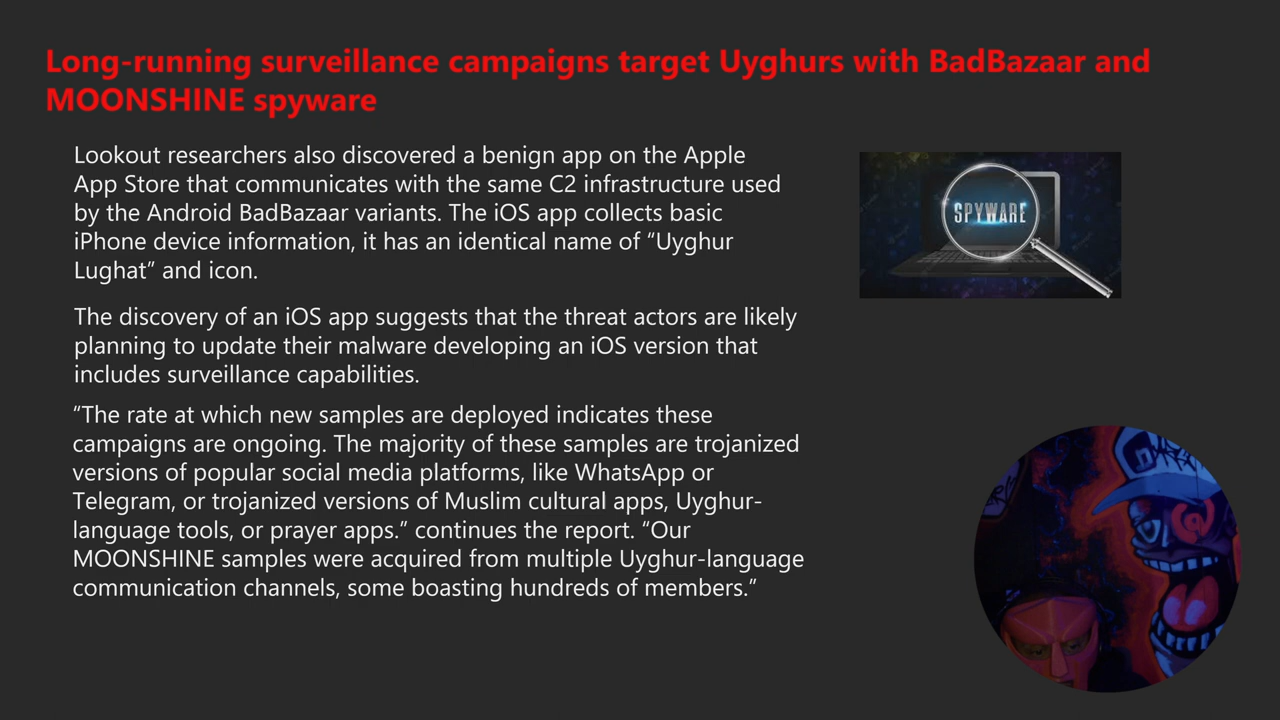 Long-running surveillance campaigns target Uyghurs with BadBazaar and
MOONSHINE spyware
Lookout researchers also discovered a benign app on the Apple
App Store that communicates with the same C2 infrastructure used
by the Android BadBazaar variants. The iOS app collects basic
iPhone device information, it has an identical name of “Uyghur
Lughat” and icon.
SPYWARE
The discovery of an iOS app suggests that the threat actors are likely
planning to update their malware developing an iOS version that
includes surveillance capabilities.
“The rate at which new samples are deployed indicates these
campaigns are ongoing. The majority of these samples are trojanized
versions of popular social media platforms, like WhatsApp or
Telegram, or trojanized versions of Muslim cultural apps, Uyghur-
language tools, or prayer apps.” continues the report. “Our
MOONSHINE samples were acquired from multiple Uyghur-language
communication channels, some boasting hundreds of members.”